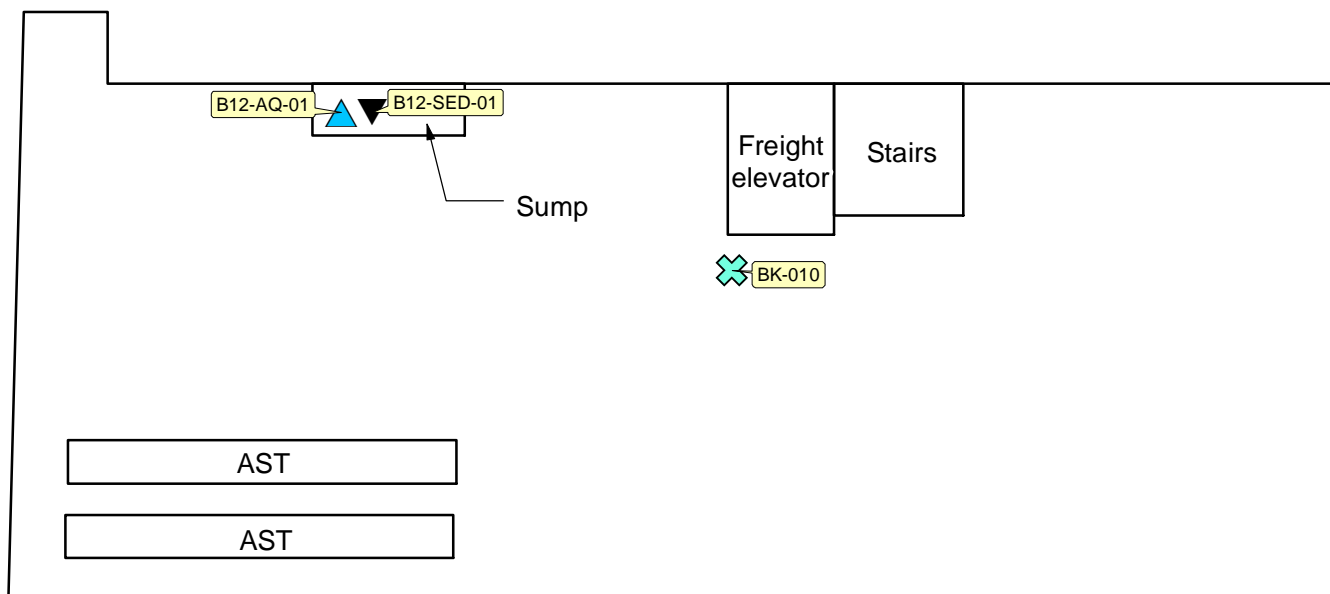 B12-AQ-01
B12-SED-01
Freight
elevator
Stairs
Sump
BK-010
AST
AST